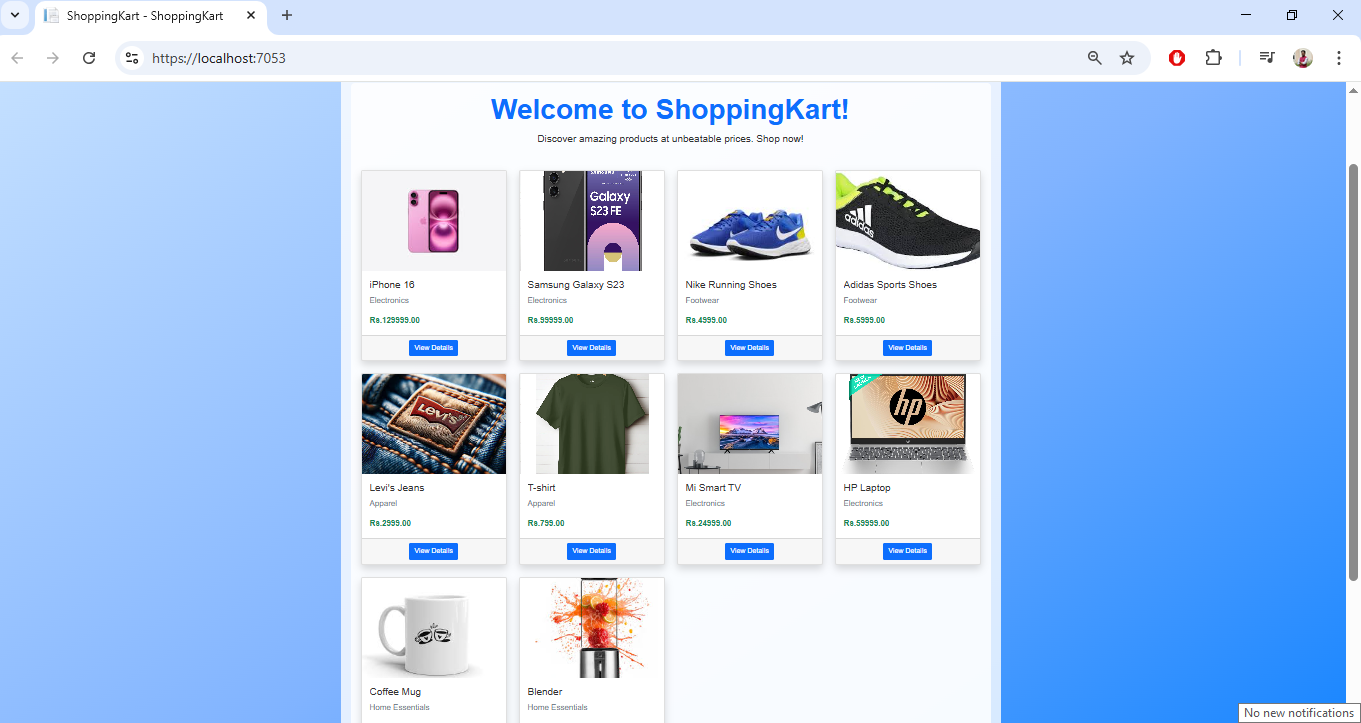 ShoppingKart - ShoppingKart
https://localhost:7053
Welcome to ShoppingKart!
Discover amazing products at unbeatable prices. Shop now!
Galaxy
S23 FE
adidas
iPhone 16
Samsung Galaxy S23
Nike Running Shoes
Adidas Sports Shoes
Electronics
Electronics
Footwear
Footwear
Rs.129999.00
Rs.99999.00
Rs.4999.00
Rs.5999.00
View Details
View Details
View Details
View Details
Levi's
hp
Levi's Jeans
T-shirt
Mi Smart TV
HP Laptop
Apparel
Apparel
Electronics
Electronics
Rs.2999.00
Rs.799.00
Rs.24999.00
Rs.59999.00
View Details
View Details
View Details
View Details
Coffee Mug
Blender
Home Essentials
Home Essentials
No new notifications